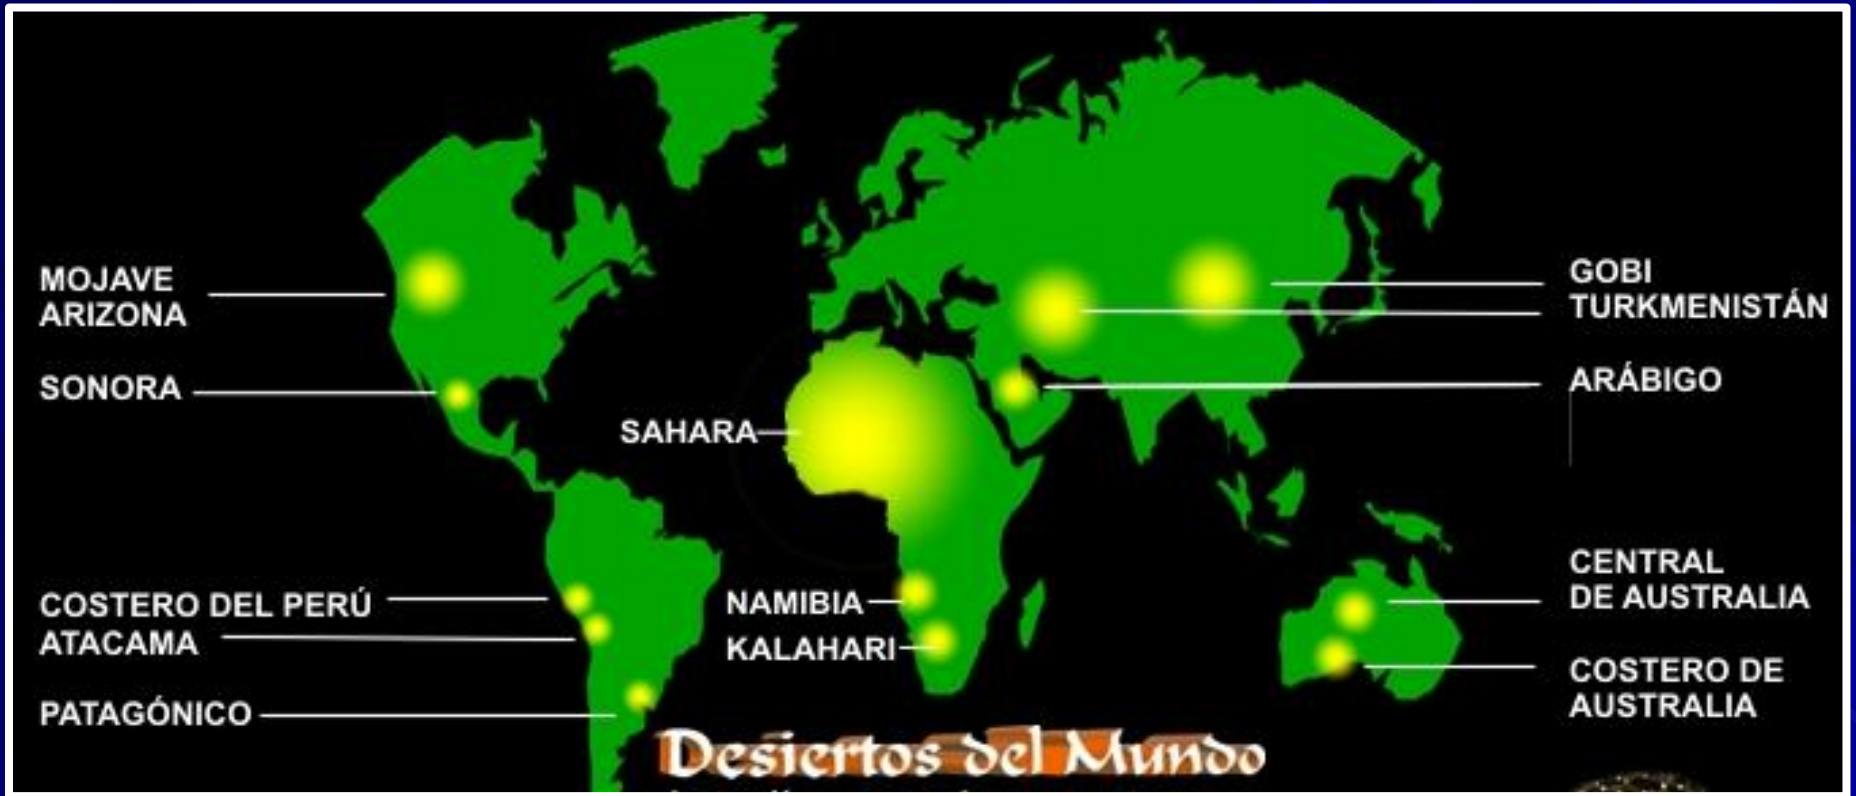 MOJAVE
ARIZONA
SONORA
COSTERO DEL PERÚ
ATACAMA
PATAGÓNICO
SAHARA
NAMIBIA
KALAHARI
GOBI
TURKMENISTÁN
ARÁBIGO
CENTRAL
DE AUSTRALIA
COSTERO DE
AUSTRALIA
Desiertos del Mundo